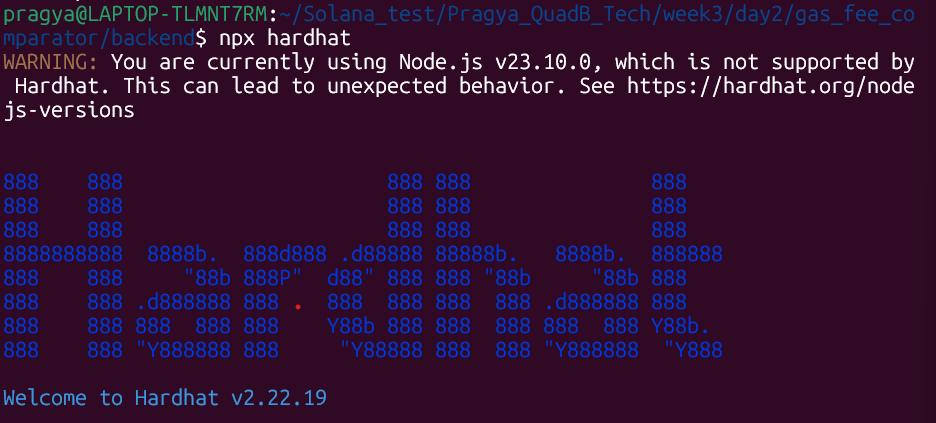 pragya@LAPTOP-TLMNT7RM:~/Solana_test/Pragya_QuadB_Tech/week3/day2/gas_fee_co
mparator/backend$ npx hardhat
WARNING: You are currently using Node.js v23.10.0, which is not supported by
 Hardhat. This can lead to unexpected behavior. See https://hardhat.org/node
js-versions
888    888                      888 888               888
888    888                      888 888               888
888    888                      888 888               888
8888888888  8888b.  888d888 .d88888 88888b.   8888b.  888888
888    888     "88b 888P"  d88" 888 888 "88b     "88b 888
888    888 .d888888 888 .  888  888 888  888 .d888888 888
888    888 888  888 888    Y88b 888 888  888 888  888 Y88b.
888    888 "Y888888 888     "Y88888 888  888 "Y888888  "Y888
Welcome to Hardhat v2.22.19